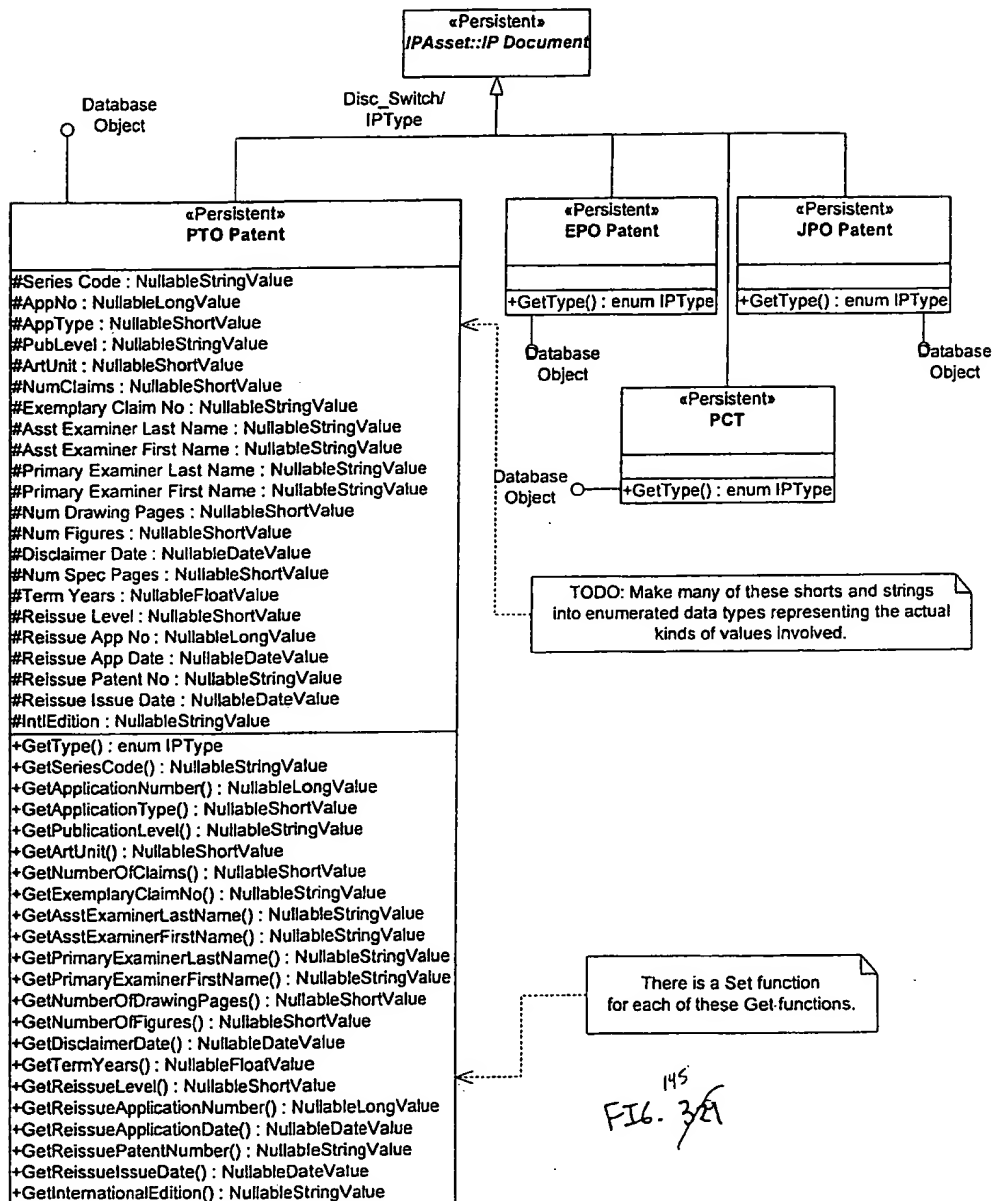 «Persistent»
IPAsset::IP Document
Disc_Switch/
IPType
Database
Object
«Persistent»
PTO Patent
#Series Code : NullableStringValue
#AppNo : NullableLongValue
#AppType : NullableShortValue
#PubLevel : NullableStringValue
#ArtUnit : NullableShortValue
#NumClaims : NullableShortValue
#Exemplary Claim No : NullableStringValue
#Asst Examiner Last Name : NullableStringValue
#Asst Examiner First Name : NullableStringValue
#Primary Examiner Last Name : NullableStringValue
#Primary Examiner First Name : NullableStringValue
#Num Drawing Pages : NullableShortValue
#Num Figures : NullableShortValue
#Disclaimer Date : NullableDateValue
#Num Spec Pages : NullableShortValue
#Term Years : NullableFloatValue
#Reissue Level : NullableShortValue
#Reissue App No : NullableLongValue
#Reissue App Date : NullableDateValue
#Reissue Patent No : NullableStringValue
#Reissue Issue Date : NullableDateValue
#IntlEdition : NullableStringValue
+GetType() : enum IPType
+GetSeriesCode() : NullableStringValue
+GetApplicationNumber() : NullableLongValue
+GetApplicationType() : NullableShortValue
+GetPublicationLevel() : NullableStringValue
+GetArtUnit() : NullableShortValue
+GetNumberOfClaims() : NullableShortValue
+GetExemplaryClaimNo() : NullableStringValue
+GetAsstExaminerLastName() : NullableStringValue
+GetAsstExaminerFirstName() : NullableStringValue
+GetPrimaryExaminerLastName() : NullableStringValue
+GetPrimaryExaminerFirstName() : NullableStringValue
+GetNumberOfDrawingPages() : NullableShortValue
+GetNumberOfFigures() : NullableShortValue
+GetDisclaimerDate() : NullableDateValue
+GetTermYears() : NullableFloatValue
+GetReissueLevel() : NullableShortValue
+GetReissueApplicationNumber() : NullableLongValue
+GetReissueApplicationDate() : NullableDateValue
+GetReissuePatentNumber() : NullableStringValue
+GetReissueIssueDate() : NullableDateValue
+GetInternationalEdition() : NullableStringValue
«Persistent»
EPO Patent
+GetType() : enum IPType
Database
Object
«Persistent»
JPO Patent
+GetType() : enum IPType
Database
Object
«Persistent»
PCT
+GetType() : enum IPType
Database
Object
TODO: Make many of these shorts and strings
into enumerated data types representing the actual
kinds of values involved.
There is a Set function
for each of these Get functions.
145
FIG.